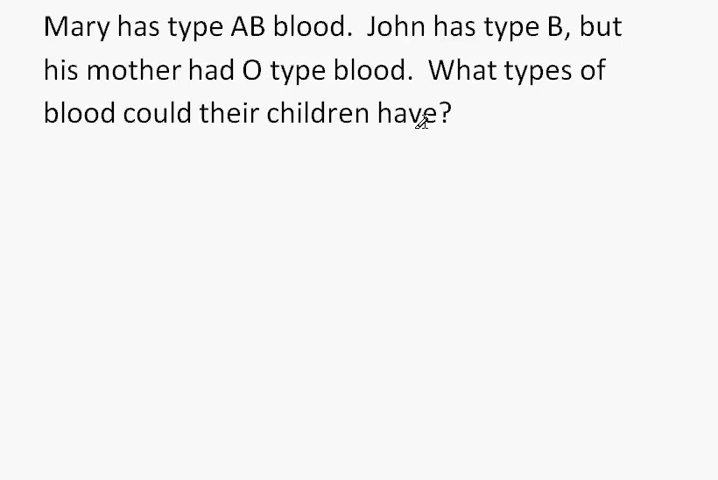 Mary has type AB blood.  John has type B, but
his mother had O type blood.  What types of
blood could their children have?